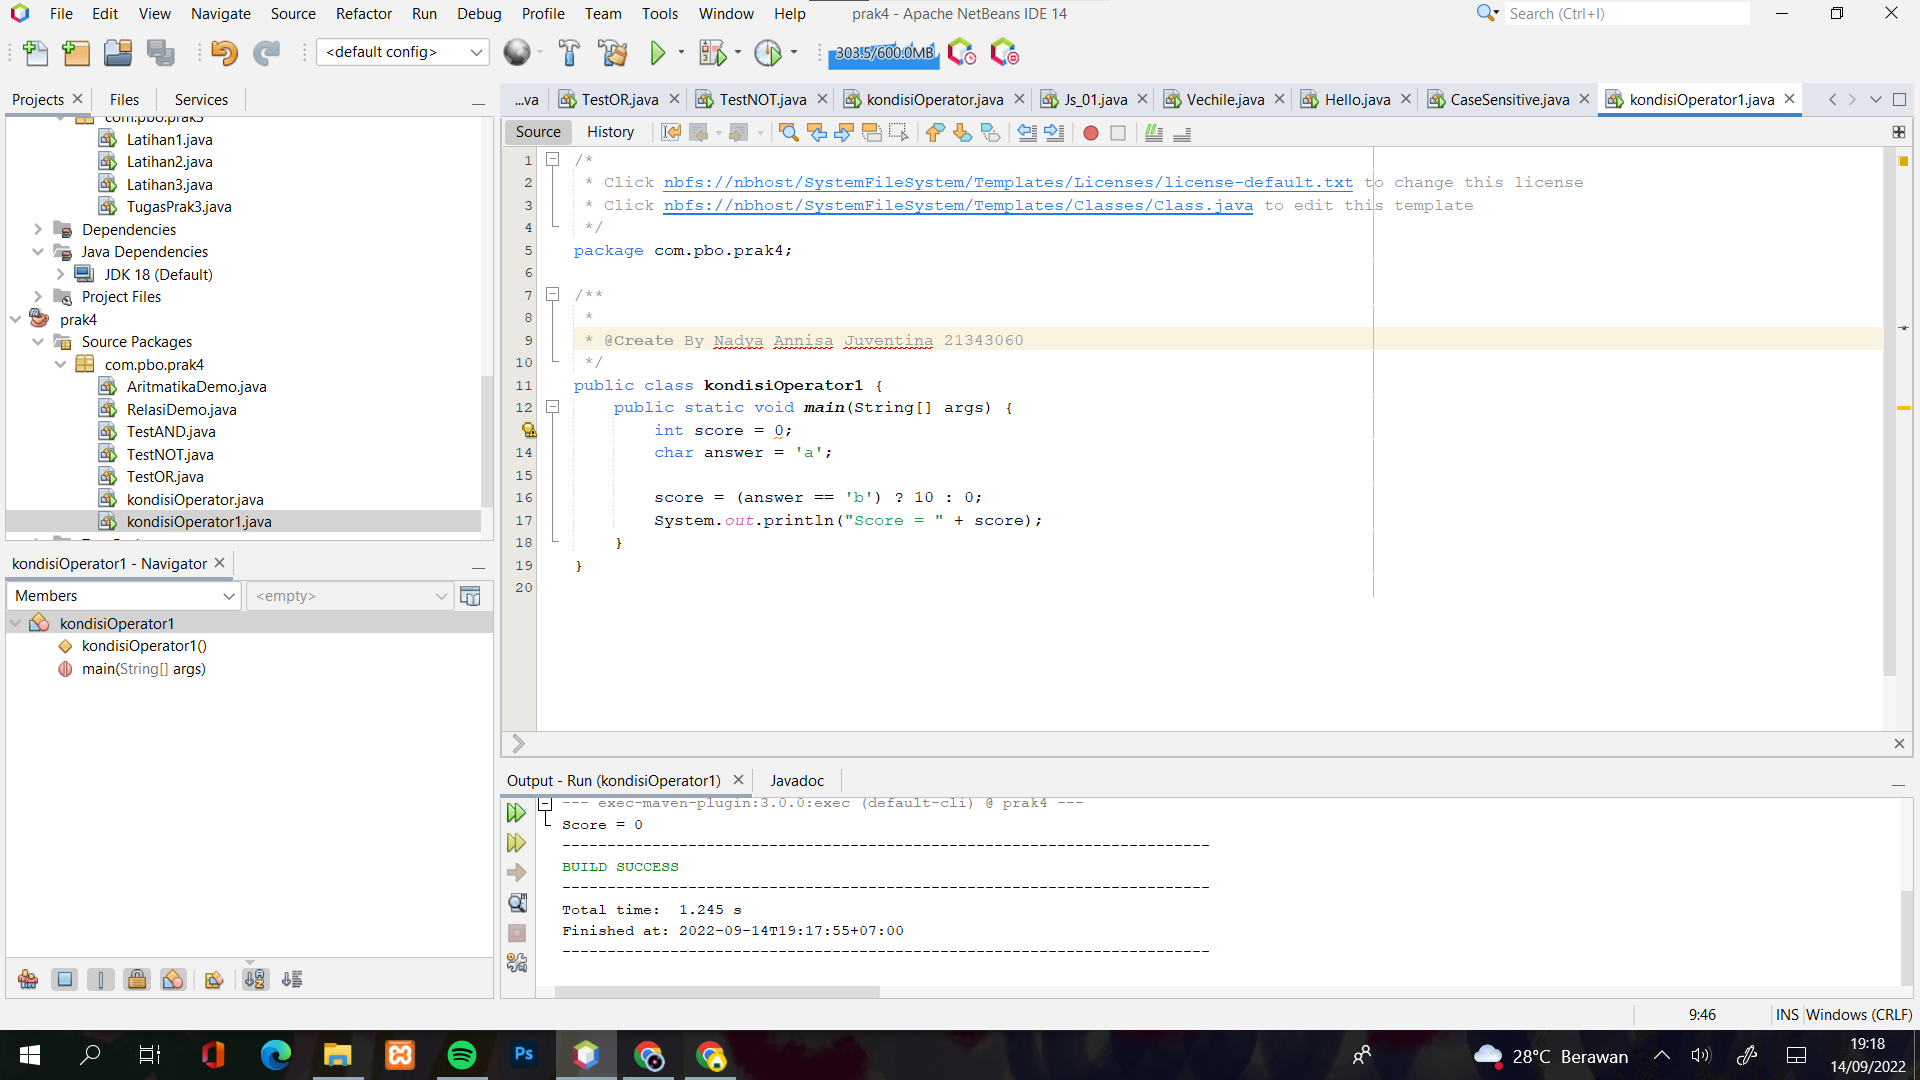 File Edit View Navigate Source Refactor Run Debug Profile Team Tools Window Help prak4 - Apache NetBeans IDE 14 Search (Ctrl+I)
<default config> 303.5/600.0MB
Projects Files Services
com.pbo.prak3
Latihan1.java
Latihan2.java
Latihan3.java
TugasPrak3.java
Dependencies
Java Dependencies
JDK 18 (Default)
Project Files
prak4
Source Packages
com.pbo.prak4
AritmatikaDemo.java
RelasiDemo.java
TestAND.java
TestNOT.java
TestOR.java
kondisiOperator.java
kondisiOperator1.java
kondisiOperator1 - Navigator
Members <empty>
kondisiOperator1
kondisiOperator1()
main(String[] args)
...va TestOR.java TestNOT.java kondisiOperator.java Js_01.java Vechile.java Hello.java CaseSensitive.java kondisiOperator1.java
Source History
1 /*
2 * Click nbfs://nbhost/SystemFileSystem/Templates/Licenses/license-default.txt to change this license
3 * Click nbfs://nbhost/SystemFileSystem/Templates/Classes/Class.java to edit this template
4 */
5 package com.pbo.prak4;
6
7 /**
8 *
9 * @Create By Nadya Annisa Juventina 21343060
10 */
11 public class kondisiOperator1 {
12 public static void main(String[] args) {
int score = 0;
14 char answer = 'a';
15
16 score = (answer == 'b') ? 10 : 0;
17 System.out.println("Score = " + score);
18 }
19 }
20
Output - Run (kondisiOperator1) Javadoc
--- exec-maven-plugin:3.0.0:exec (default-cli) @ prak4 ---
Score = 0
------------------------------------------------------------------------
BUILD SUCCESS
------------------------------------------------------------------------
Total time: 1.245 s
Finished at: 2022-09-14T19:17:55+07:00
------------------------------------------------------------------------
9:46 INS Windows (CRLF)
Ps
28°C Berawan
19:18
14/09/2022